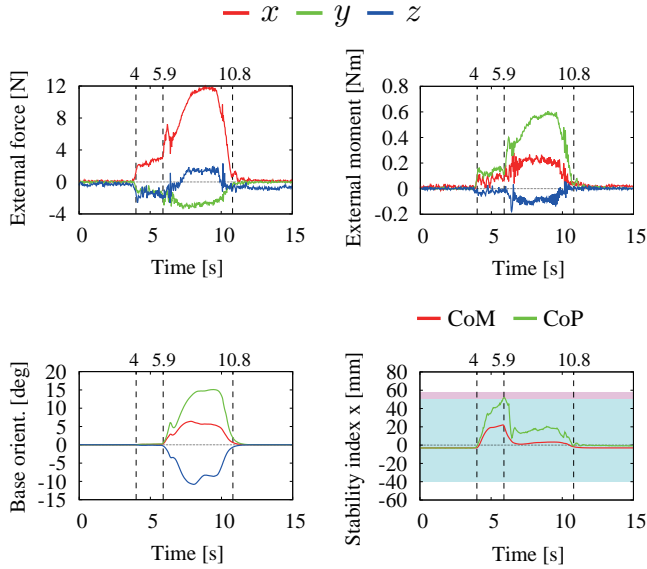 x y z
4 5.9 10.8
External force [N]
12
8
4
0
-4
0 5 10 15
Time [s]
4 5.9 10.8
External moment [Nm]
0.8
0.6
0.4
0.2
0
-0.2
0 5 10 15
Time [s]
4 5.9 10.8
Base orient. [deg]
20
15
10
5
0
-5
-10
-15
0 5 10 15
Time [s]
CoM CoP
4 5.9 10.8
Stability index x [mm]
80
60
40
20
0
-20
-40
-60
0 5 10 15
Time [s]